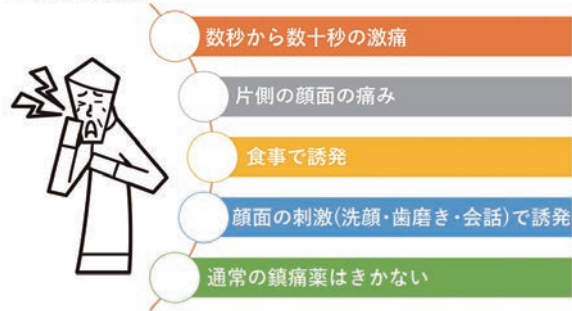 数秒から数十秒の激痛
片側の顔面の痛み
食事で誘発
顔面の刺激(洗顔・歯磨き・会話)で誘発
通常の鎮痛薬はきかない